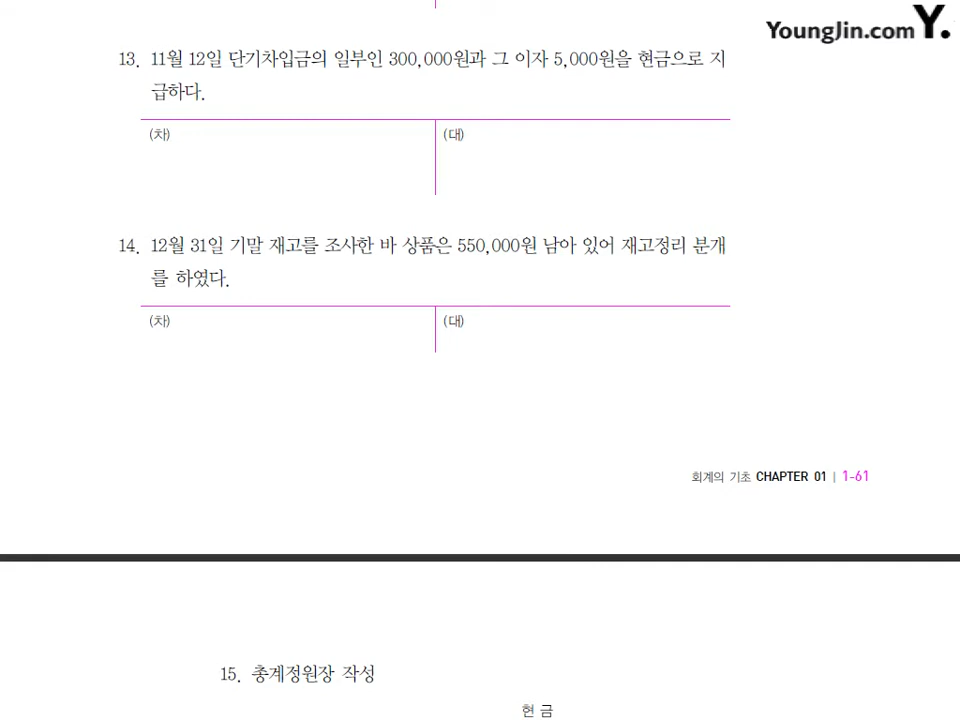 YoungJin.com Y.
13. 11월 12일 단기차입금의 일부인 300,000원과 그 이자 5,000원을 현금으로 지
급하다.
(차) (대)
14. 12월 31일 기말 재고를 조사한 바 상품은 550,000원 남아 있어 재고정리 분개
를 하였다.
(차) (대)
회계의 기초 CHAPTER 01 | 1-61
15. 총계정원장 작성
현 금